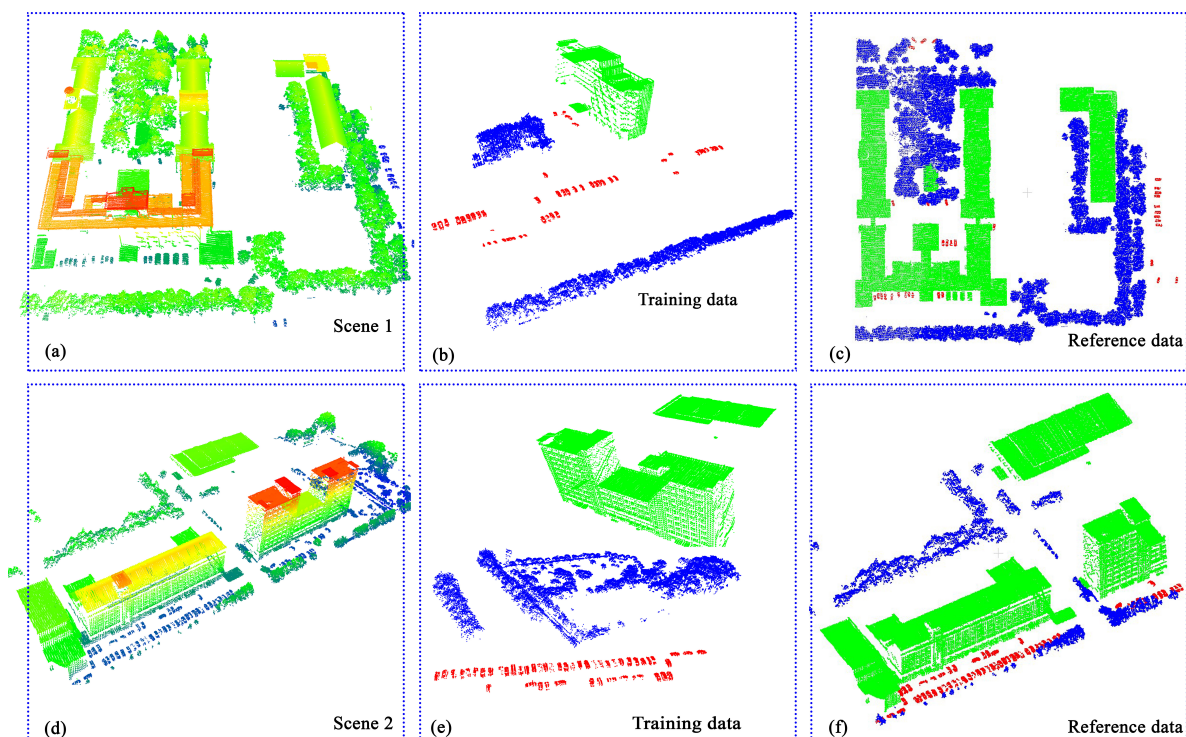 Scene 1
(a)
Training data
(b)
Reference data
(c)
Scene 2
(d)
Training data
(e)
Reference data
(f)